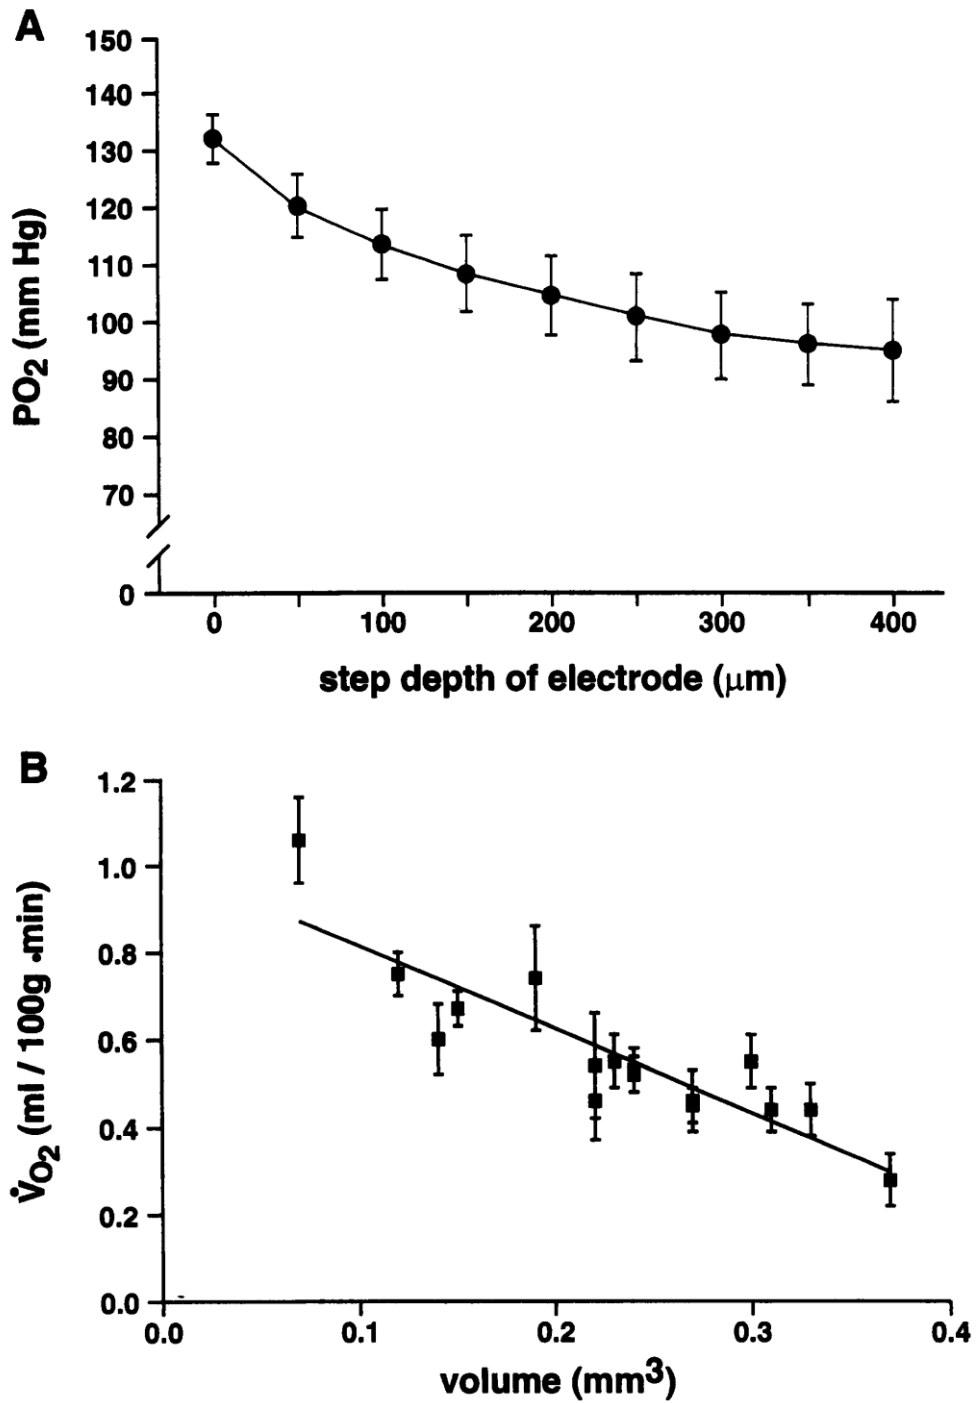 A
150
140
130
120
110
100
90
80
70
0
PO2 (mm Hg)
0 100 200 300 400
step depth of electrode (μm)
B
1.2
1.0
0.8
0.6
0.4
0.2
0.0
V̇O2 (ml / 100g •min)
0.0 0.1 0.2 0.3 0.4
volume (mm3)